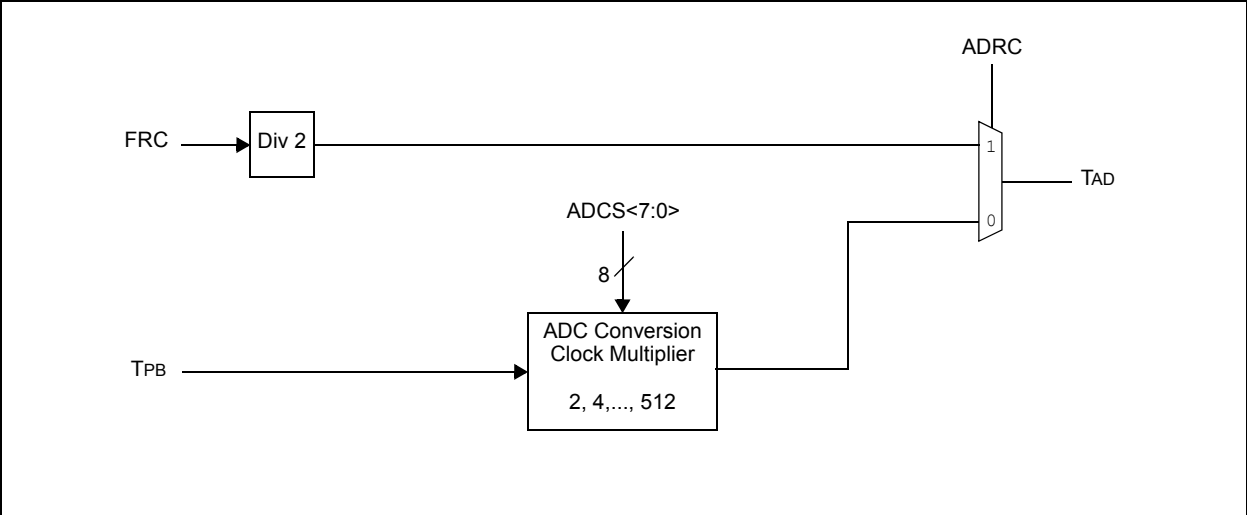 ADRC
FRC
Div 2
1
TAD
ADCS<7:0>
0
8
ADC Conversion
Clock Multiplier
TPB
2, 4,..., 512